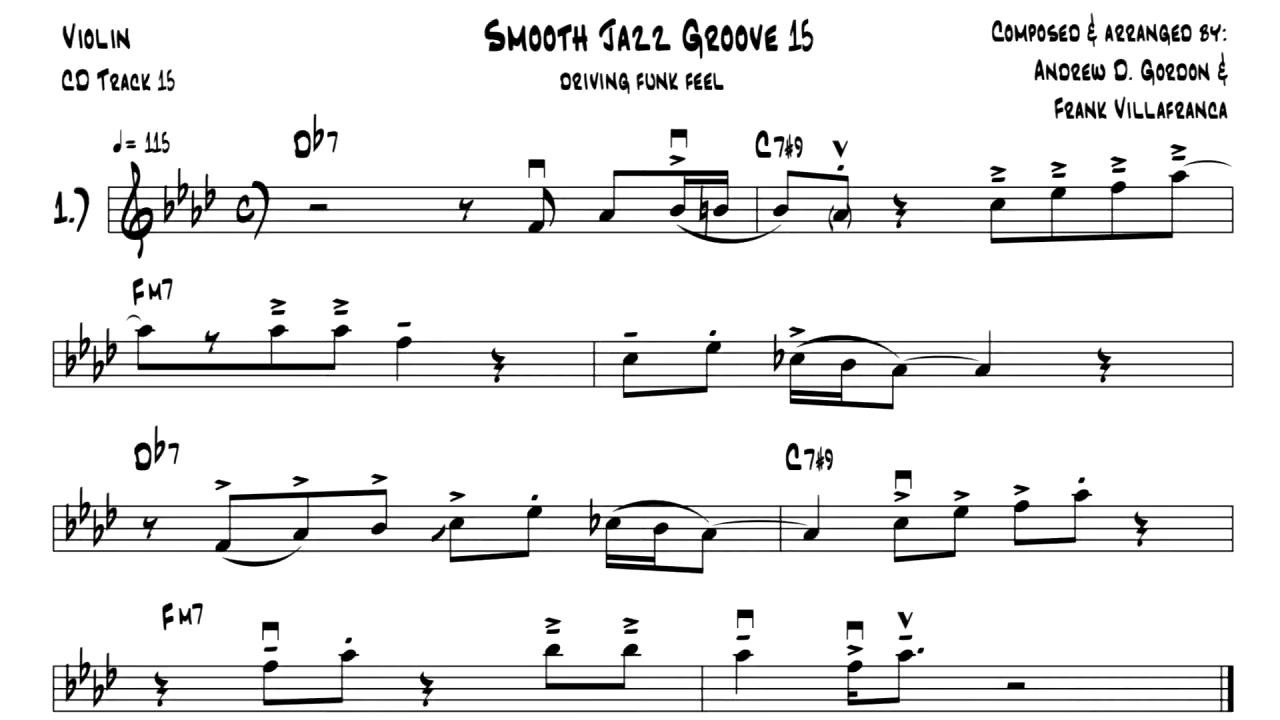 Violin
Smooth Jazz Groove 15
Composed & arranged by:
CD Track 15
driving funk feel
Andrew D. Gordon &
Frank Villafranca
♩= 115
Db7
C7#9
1.)
Fm7
Db7
C7#9
Fm7